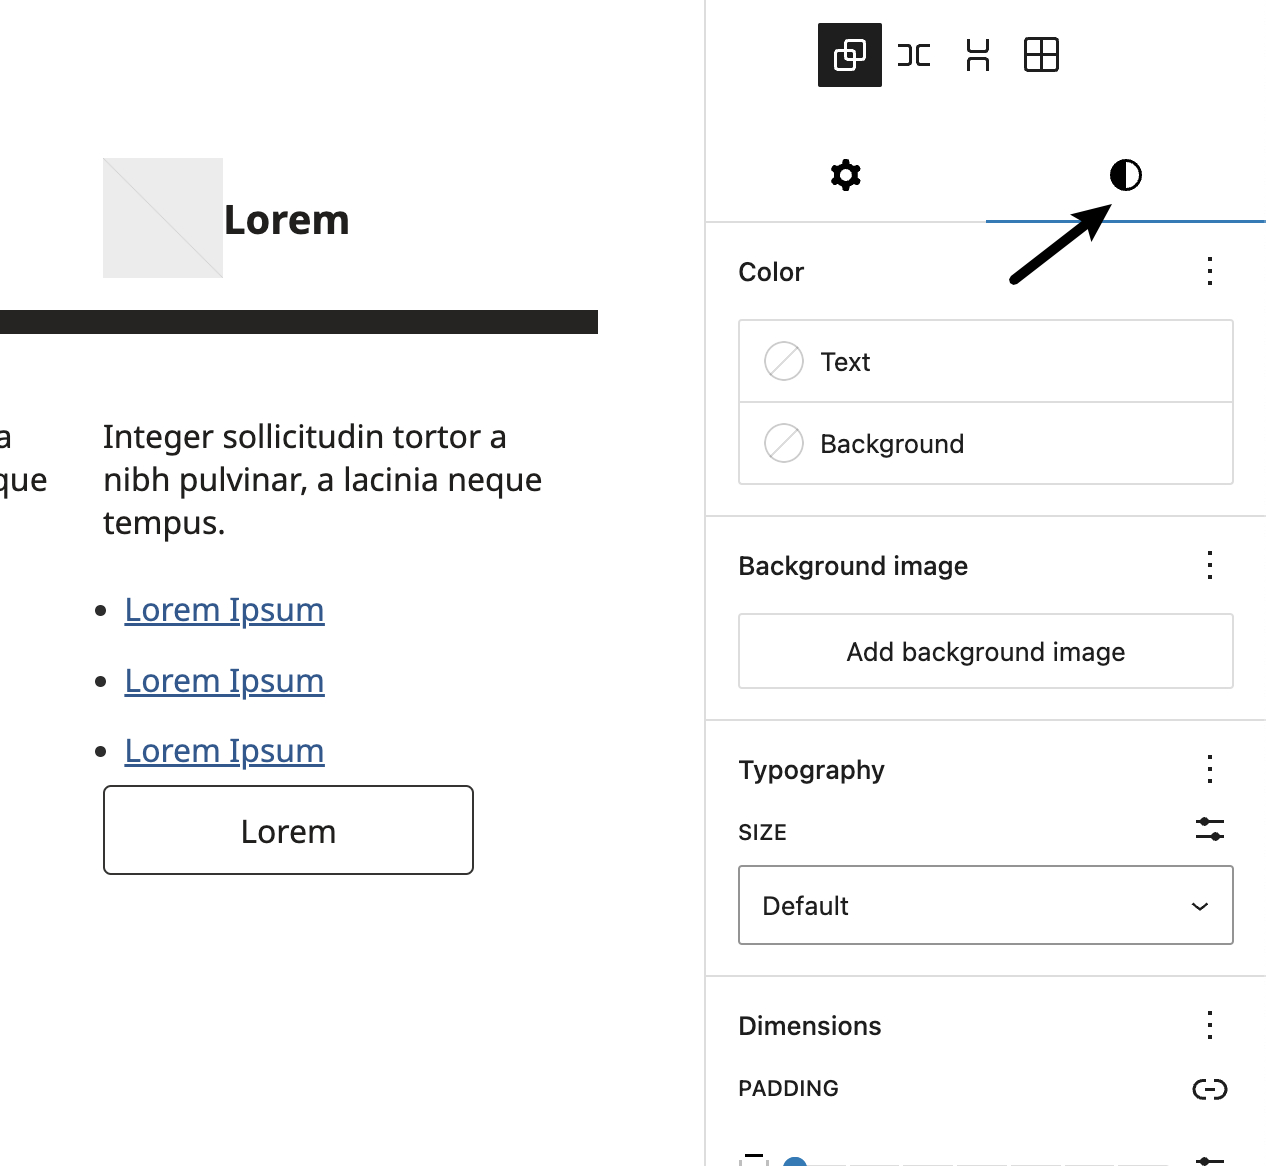 Lorem
a
que
Integer sollicitudin tortor a
nibh pulvinar, a lacinia neque
tempus.
Lorem Ipsum
Lorem Ipsum
Lorem Ipsum
Lorem
Color
Text
Background
Background image
Add background image
Typography
SIZE
Default
Dimensions
PADDING